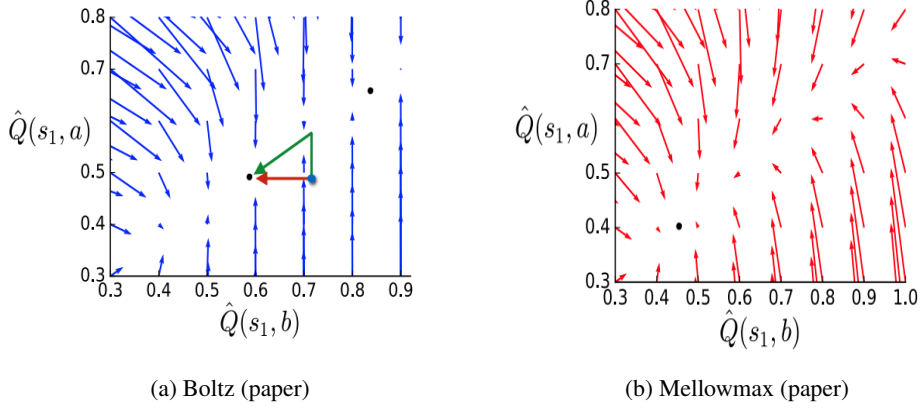 0.8
0.7
Q̂(s₁, a)
0.5
0.4
0.3
0.3 0.4 0.5 0.6 0.7 0.8 0.9
Q̂(s₁, b)
(a) Boltz (paper)
0.8
0.7
Q̂(s₁, a)
0.5
0.4
0.3
0.3 0.4 0.5 0.6 0.7 0.8 0.9 1.0
Q̂(s₁, b)
(b) Mellowmax (paper)